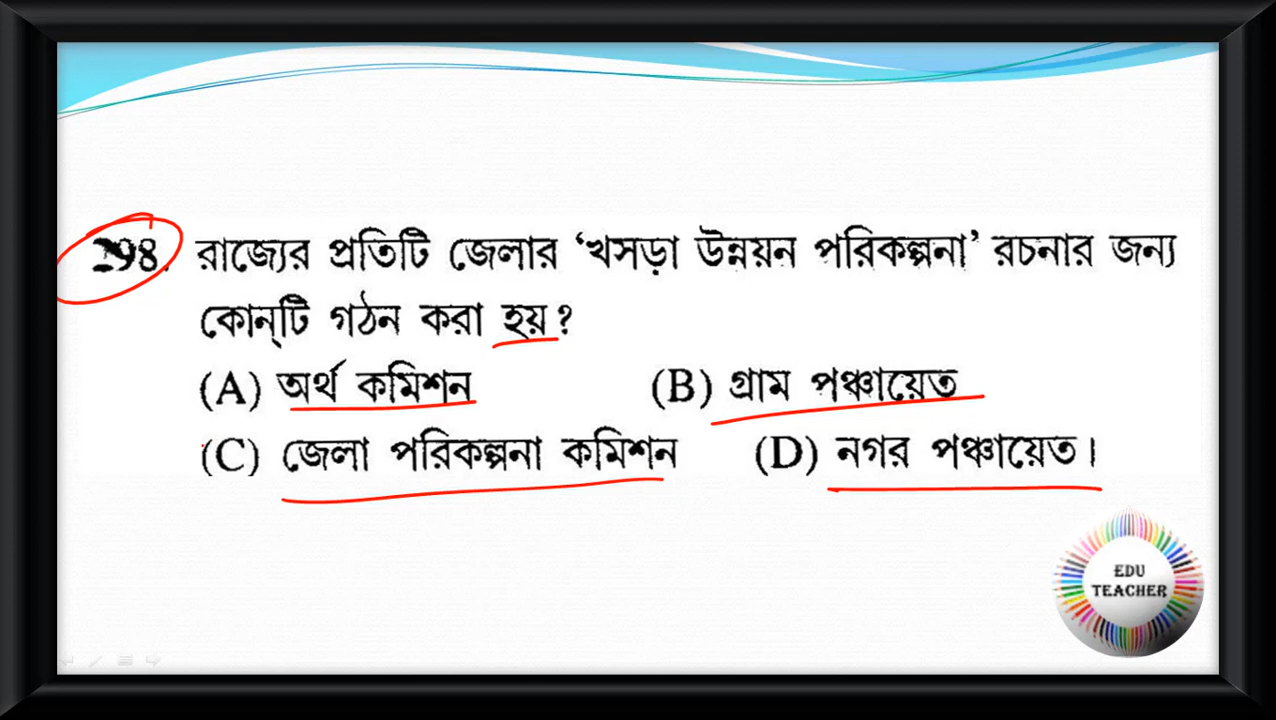 298. রাজ্যের প্রতিটি জেলার ‘খসড়া উন্নয়ন পরিকল্পনা’ রচনার জন্য
কোন্‌টি গঠন করা হয় ?
(A) অর্থ কমিশন (B) গ্রাম পঞ্চায়েত
(C) জেলা পরিকল্পনা কমিশন (D) নগর পঞ্চায়েত।
EDU
TEACHER